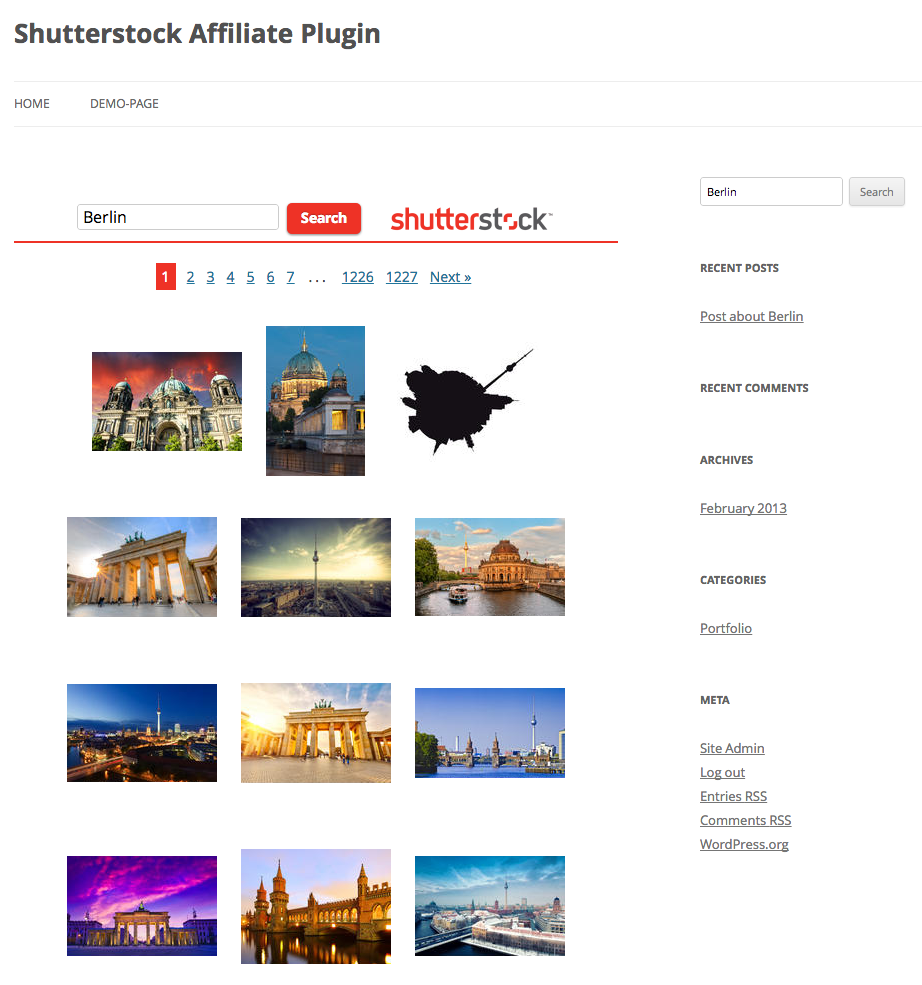 Shutterstock Affiliate Plugin
HOME DEMO-PAGE
Berlin Search shutterstock™
1 2 3 4 5 6 7 ... 1226 1227 Next »
Berlin Search
RECENT POSTS
Post about Berlin
RECENT COMMENTS
ARCHIVES
February 2013
CATEGORIES
Portfolio
META
Site Admin
Log out
Entries RSS
Comments RSS
WordPress.org